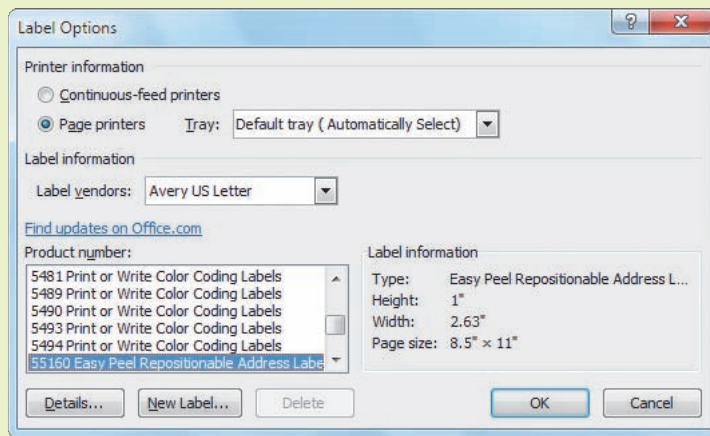 Label Options
Printer information
Continuous-feed printers
Page printers Tray: Default tray ( Automatically Select)
Label information
Label vendors: Avery US Letter
Find updates on Office.com
Product number:
5481 Print or Write Color Coding Labels
5489 Print or Write Color Coding Labels
5490 Print or Write Color Coding Labels
5493 Print or Write Color Coding Labels
5494 Print or Write Color Coding Labels
55160 Easy Peel Repositionable Address Labe
Label information
Type: Easy Peel Repositionable Address L...
Height: 1"
Width: 2.63"
Page size: 8.5" × 11"
Details... New Label... Delete OK Cancel